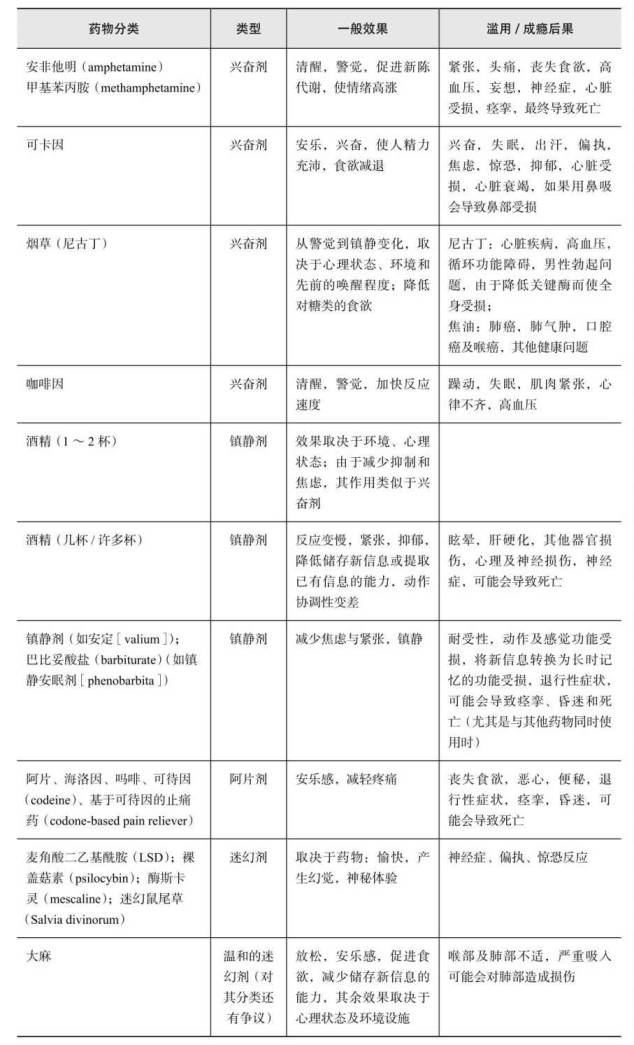 药物分类 类型 一般效果 滥用/成瘾后果
安非他明(amphetamine) 兴奋剂 清醒，警觉，促进新陈 紧张，头痛，丧失食欲，高
甲基苯丙胺(methamphetamine) 代谢，使情绪高涨 血压，妄想，神经症，心脏
受损，痉挛，最终导致死亡
可卡因 兴奋剂 安乐，兴奋，使人精力 兴奋，失眠，出汗，偏执，
充沛，食欲减退 焦虑，惊恐，抑郁，心脏受
损，心脏衰竭，如果用鼻吸
会导致鼻部受损
烟草(尼古丁) 兴奋剂 从警觉到镇静变化，取 尼古丁：心脏疾病，高血压，
决于心理状态、环境和 循环功能障碍，男性勃起问
先前的唤醒程度；降低 题，由于降低关键酶而使全
对糖类的食欲 身受损；
焦油：肺癌，肺气肿，口腔
癌及喉癌，其他健康问题
咖啡因 兴奋剂 清醒，警觉，加快反应 躁动，失眠，肌肉紧张，心
速度 律不齐，高血压
酒精(1～2杯) 镇静剂 效果取决于环境、心理
状态；由于减少抑制和
焦虑，其作用类似于兴
奋剂
酒精(几杯/许多杯) 镇静剂 反应变慢，紧张，抑郁， 眩晕，肝硬化，其他器官损
降低储存新信息或提取 伤，心理及神经损伤，神经
已有信息的能力，动作 症，可能会导致死亡
协调性变差
镇静剂(如安定[valium])； 镇静剂 减少焦虑与紧张，镇静 耐受性，动作及感觉功能受
巴比妥酸盐(barbiturate)(如镇 损，将新信息转换为长时记
静安眠剂[phenobarbita]) 忆的功能受损，退行性症状，
可能会导致痉挛、昏迷和死
亡(尤其是与其他药物同时使
用时)
阿片、海洛因、吗啡、可待因 阿片剂 安乐感，减轻疼痛 丧失食欲，恶心，便秘，退
(codeine)、基于可待因的止痛 行性症状，痉挛，昏迷，可
药(codone-based pain reliever) 能会导致死亡
麦角酸二乙基酰胺(LSD)；裸 迷幻剂 取决于药物：愉快，产 神经症、偏执、惊恐反应
盖菇素(psilocybin)；酶斯卡 生幻觉，神秘体验
灵(mescaline)；迷幻鼠尾草
(Salvia divinorum)
大麻 温和的迷 放松，安乐感，促进食 喉部及肺部不适，严重吸入
幻剂(对 欲，减少储存新信息的 可能会对肺部造成损伤
其分类还 能力，其余效果取决于
有争议) 心理状态及环境设施